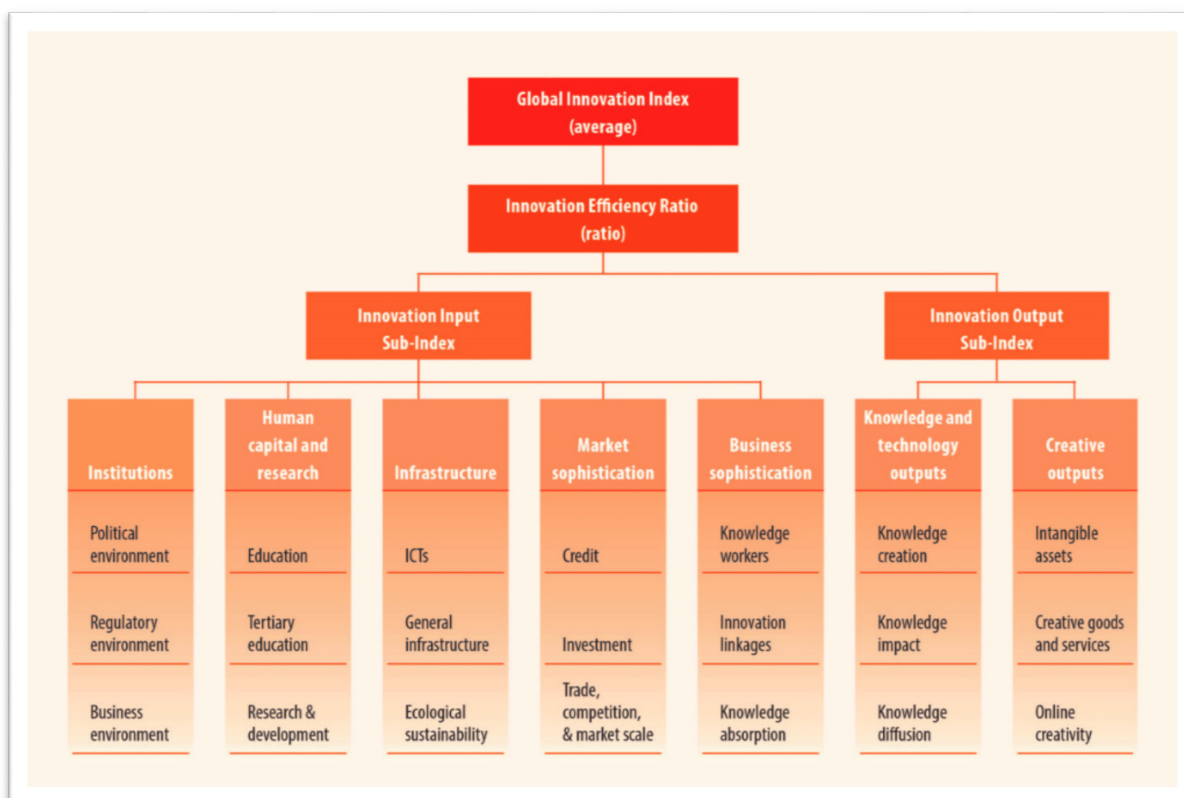 Global Innovation Index
(average)
Innovation Efficiency Ratio
(ratio)
Innovation Input
Sub-Index
Innovation Output
Sub-Index
Institutions
Political
environment
Regulatory
environment
Business
environment
Human
capital and
research
Education
Tertiary
education
Research &
development
Infrastructure
ICTs
General
infrastructure
Ecological
sustainability
Market
sophistication
Credit
Investment
Trade,
competition,
& market scale
Business
sophistication
Knowledge
workers
Innovation
linkages
Knowledge
absorption
Knowledge and
technology
outputs
Knowledge
creation
Knowledge
impact
Knowledge
diffusion
Creative
outputs
Intangible
assets
Creative goods
and services
Online
creativity